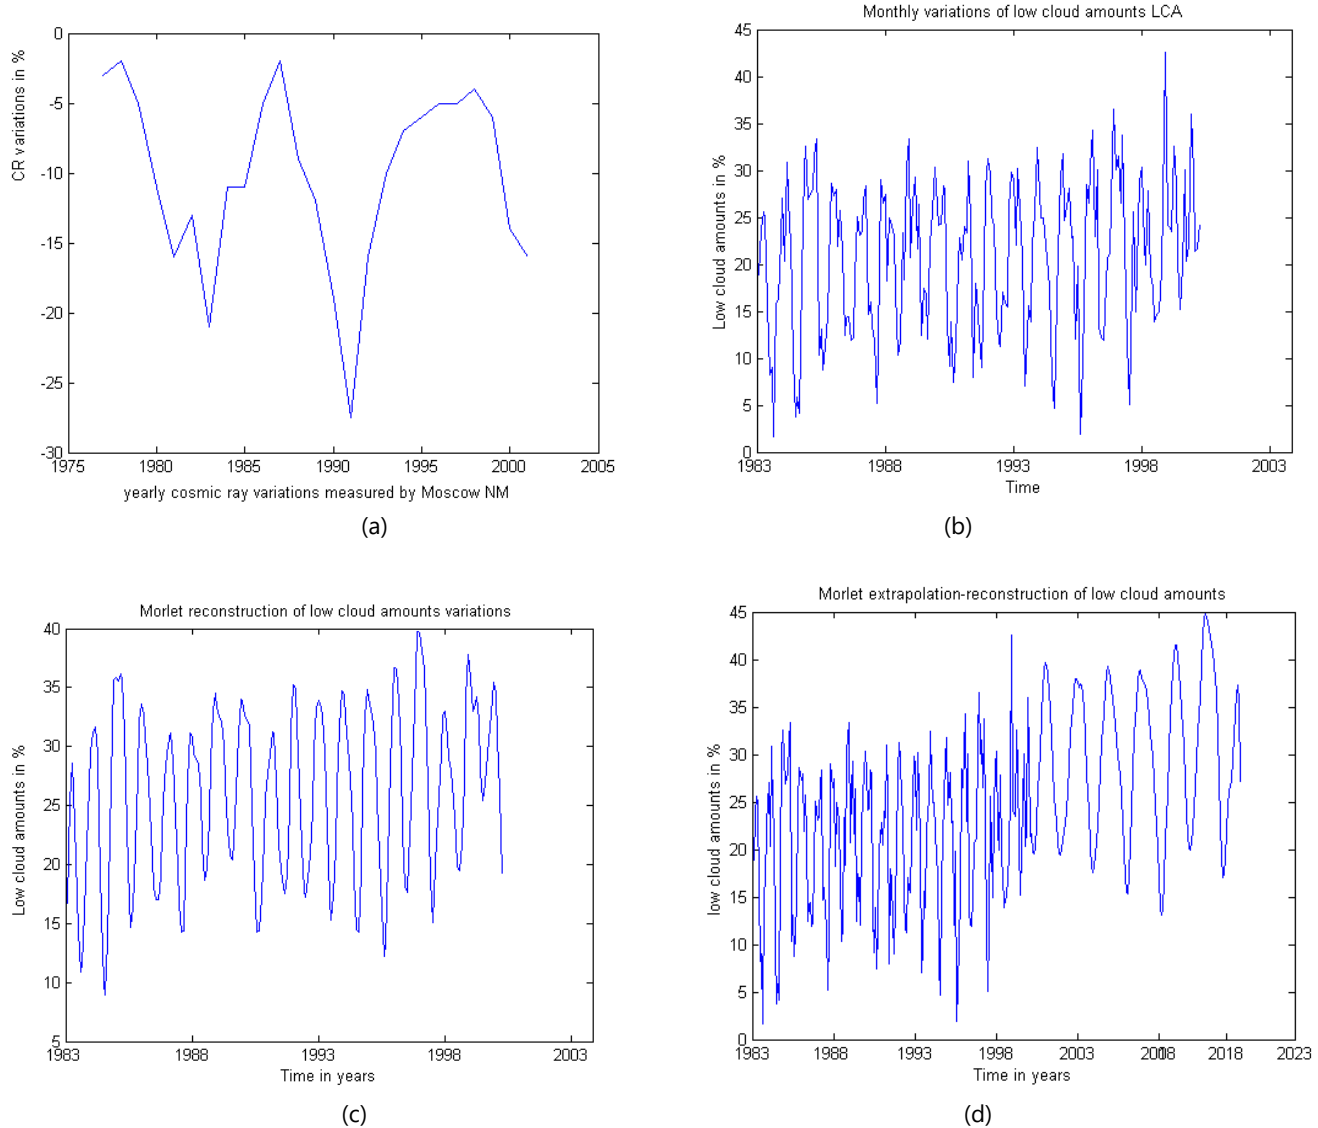 0
-5
-10
-15
-20
-25
-30
CR variations in %
1975 1980 1985 1990 1995 2000 2005
yearly cosmic ray variations measured by Moscow NM
(a)
Monthly variations of low cloud amounts LCA
45
40
35
30
25
20
15
10
5
0
Low cloud amounts in %
1983 1988 1993 1998 2003
Time
(b)
Morlet reconstruction of low cloud amounts variations
40
35
30
25
20
15
10
5
Low cloud amounts in %
1983 1988 1993 1998 2003
Time in years
(c)
Morlet extrapolation-reconstruction of low cloud amounts
45
40
35
30
25
20
15
10
5
0
low cloud amounts in %
1983 1988 1993 1998 2003 2018 2023
Time in years
(d)